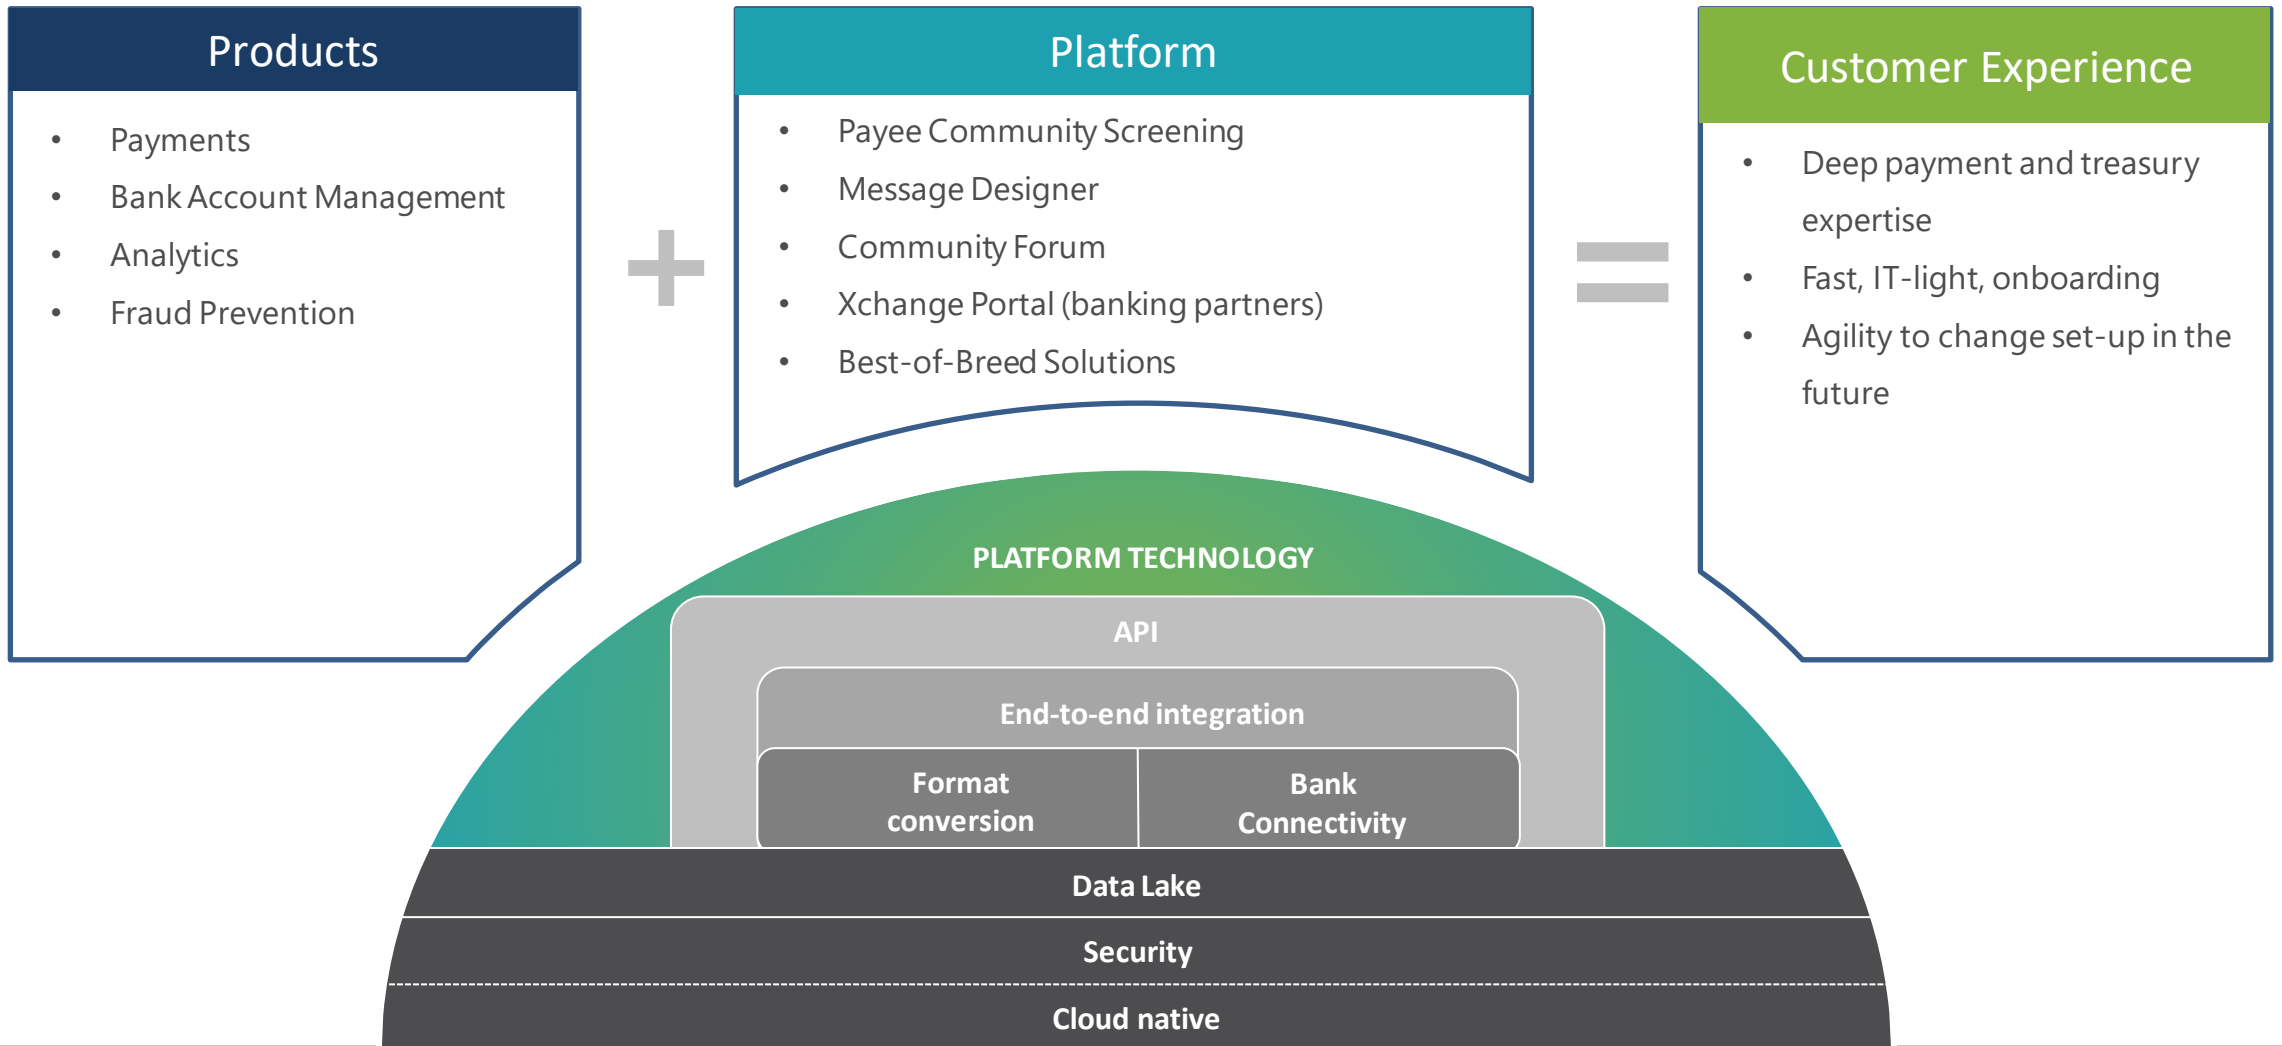 Products
• Payments
• Bank Account Management
• Analytics
• Fraud Prevention
+
Platform
• Payee Community Screening
• Message Designer
• Community Forum
• Xchange Portal (banking partners)
• Best-of-Breed Solutions
=
Customer Experience
• Deep payment and treasury
expertise
• Fast, IT-light, onboarding
• Agility to change set-up in the
future
PLATFORM TECHNOLOGY
API
End-to-end integration
Format
conversion
Bank
Connectivity
Data Lake
Security
Cloud native